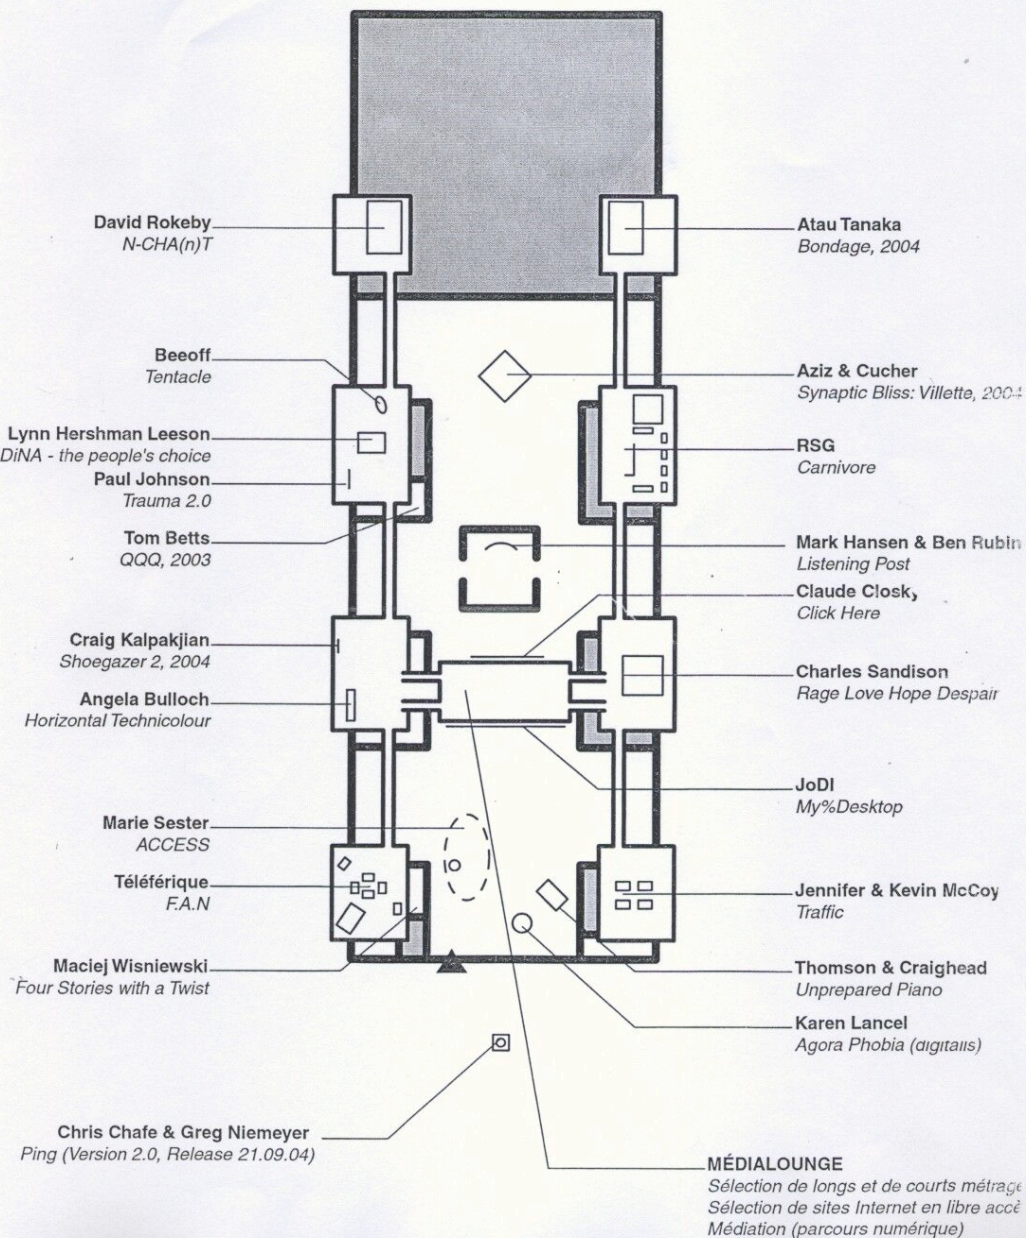 David Rokeby
N-CHA(n)T
Beeoff
Tentacle
Lynn Hershman Leeson
DiNA - the people's choice
Paul Johnson
Trauma 2.0
Tom Betts
QQQ, 2003
Craig Kalpakjian
Shoegazer 2, 2004
Angela Bulloch
Horizontal Technicolour
Marie Sester
ACCESS
Téléférique
F.A.N
Maciej Wisniewski
Four Stories with a Twist
Chris Chafe & Greg Niemeyer
Ping (Version 2.0, Release 21.09.04)
Atau Tanaka
Bondage, 2004
Aziz & Cucher
Synaptic Bliss: Villette, 2004
RSG
Carnivore
Mark Hansen & Ben Rubin
Listening Post
Claude Closky
Click Here
Charles Sandison
Rage Love Hope Despair
JoDI
My%Desktop
Jennifer & Kevin McCoy
Traffic
Thomson & Craighead
Unprepared Piano
Karen Lancel
Agora Phobia (digitalis)
MÉDIALOUNGE
Sélection de longs et de courts métrage
Sélection de sites Internet en libre accè
Médiation (parcours numérique)